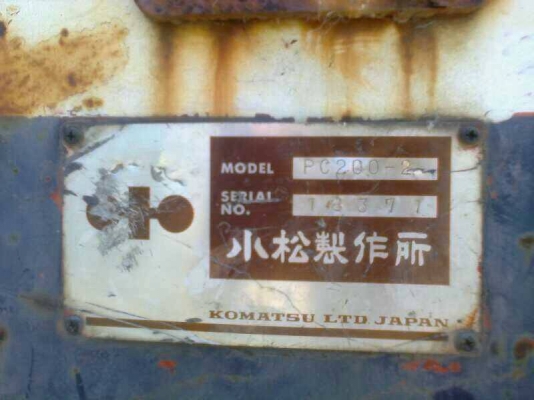 MODEL PC200-2
SERIAL NO.
小松製作所
KOMATSU LTD JAPAN